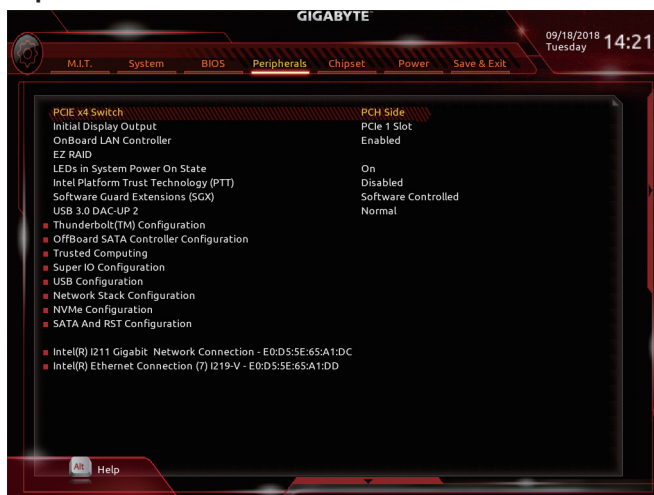 GIGABYTE
09/18/2018 14:21
Tuesday
M.I.T. System BIOS Peripherals Chipset Power Save & Exit
PCIE x4 Switch PCH Side
Initial Display Output PCIe 1 Slot
OnBoard LAN Controller Enabled
EZ RAID
LEDs in System Power On State On
Intel Platform Trust Technology (PTT) Disabled
Software Guard Extensions (SGX) Software Controlled
USB 3.0 DAC-UP 2 Normal
Thunderbolt(TM) Configuration
OffBoard SATA Controller Configuration
Trusted Computing
Super IO Configuration
USB Configuration
Network Stack Configuration
NVMe Configuration
SATA And RST Configuration
Intel(R) I211 Gigabit Network Connection - E0:D5:5E:65:A1:DC
Intel(R) Ethernet Connection (7) I219-V - E0:D5:5E:65:A1:DD
Alt Help